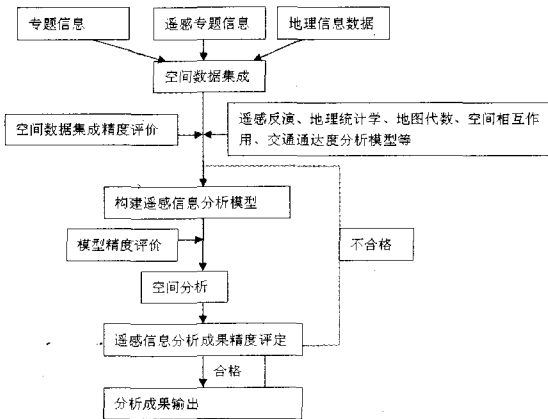 专题信息
遥感专题信息
地理信息数据
空间数据集成
空间数据集成精度评价
遥感反演、地理统计学、地图代数、空间相互作
用、交通通达度分析模型等
构建遥感信息分析模型
模型精度评价
不合格
空间分析
遥感信息分析成果精度评定
合格
分析成果输出